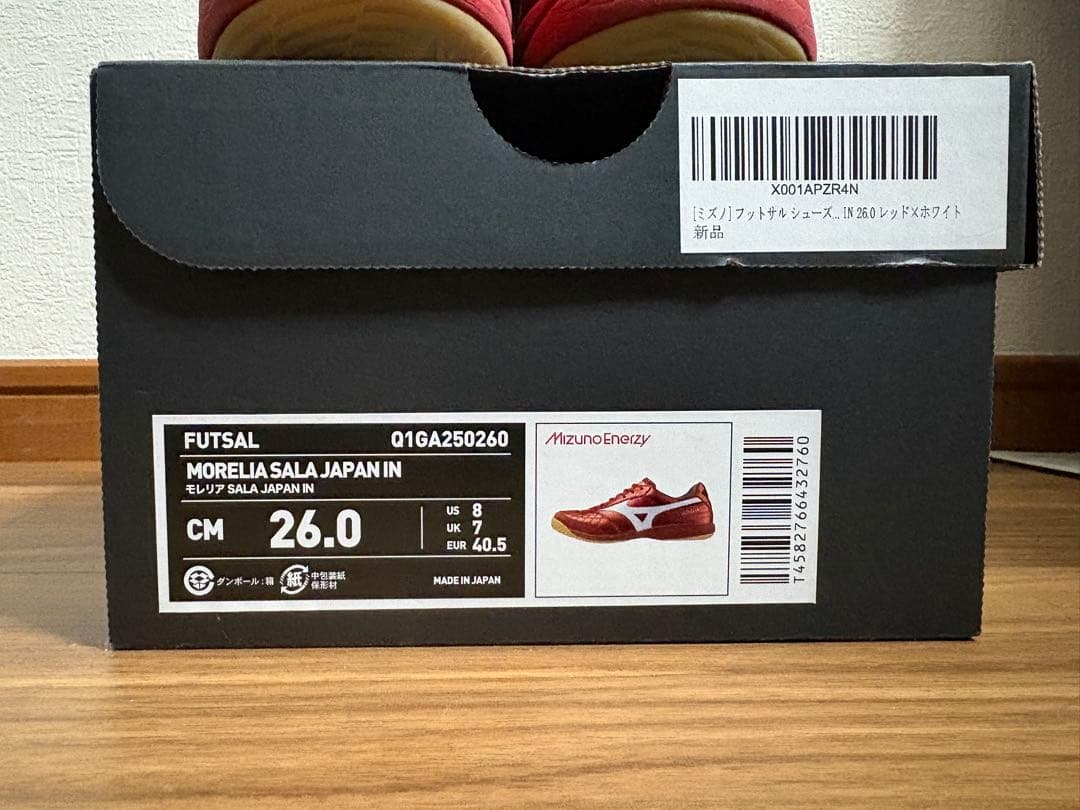 X001APZR4N
[ミズノ] フットサル シューズ... IN 26.0 レッド×ホワイト
新品
FUTSAL Q1GA250260
MORELIA SALA JAPAN IN
モレリア SALA JAPAN IN
CM 26.0
US 8
UK 7
EUR 40.5
ダンボール:箱
紙 中包装紙
保形材
MADE IN JAPAN
Mizuno Enerzy
T4582766432760